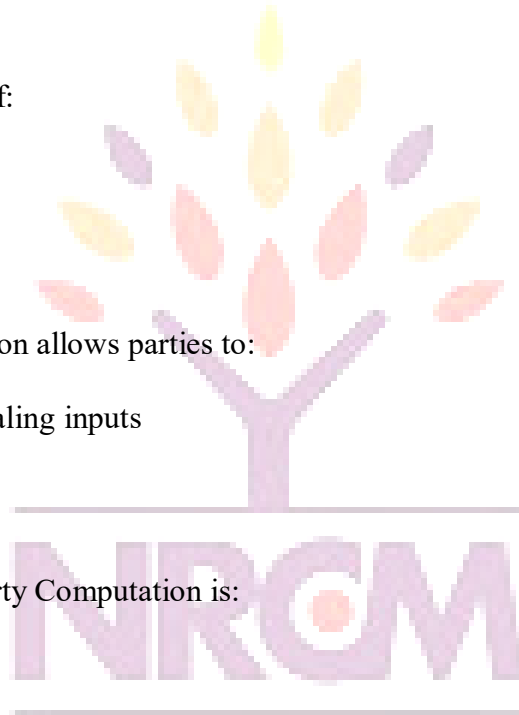 f:
on allows parties to:
aling inputs
rty Computation is:
NRCM